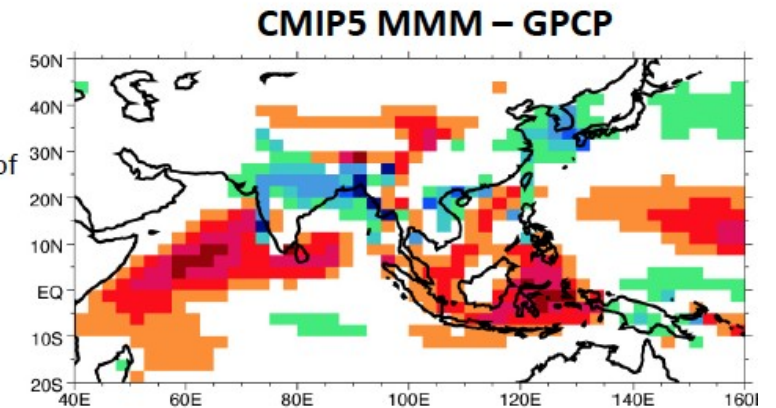 CMIP5 MMM – GPCP
of
50N
40N
30N
20N
10N
EQ
10S
20S
40E 60E 80E 100E 120E 140E 160E